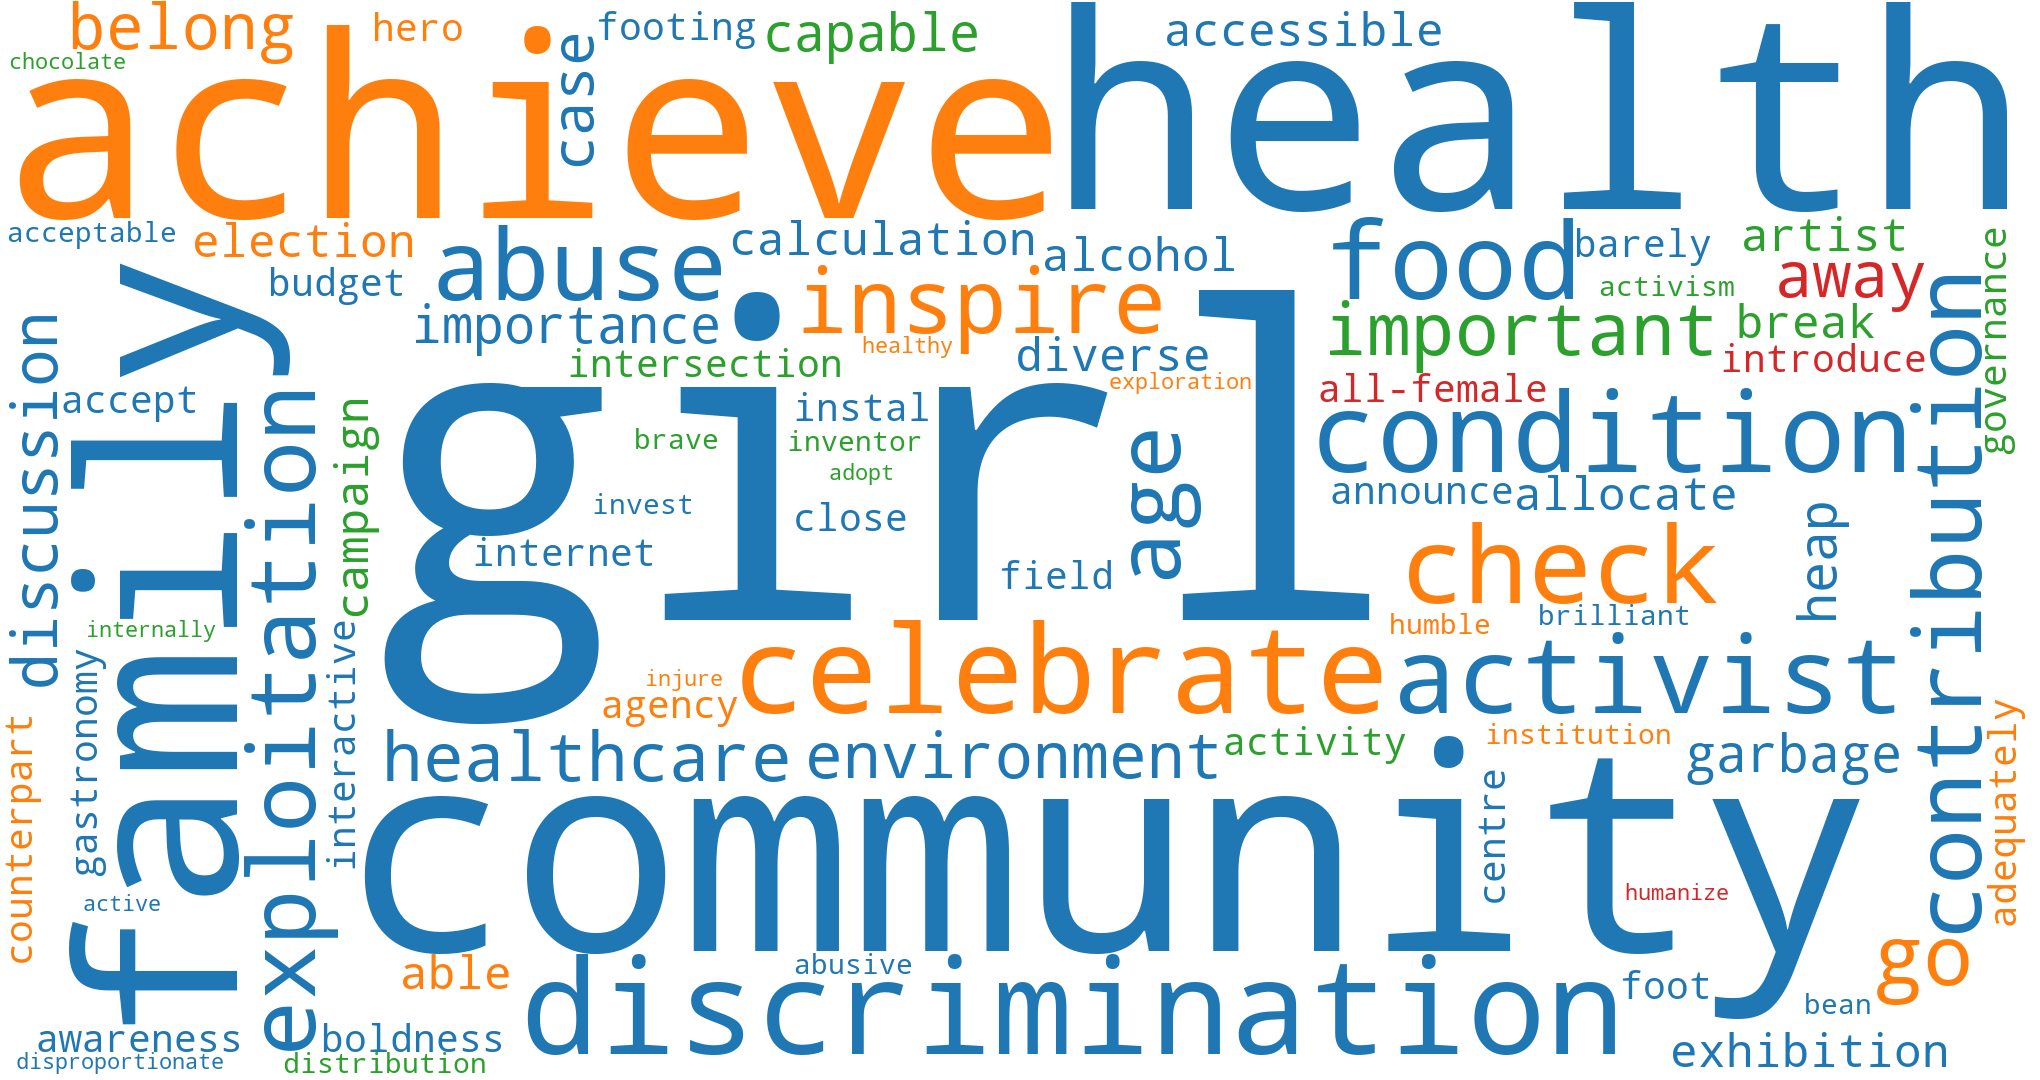 belong
hero
case
footing
capable
accessible
chocolate
achieve
health
acceptable
election
budget
abuse
importance
calculation
alcohol
food
barely
artist
away
activism
governance
inspire
healthy
intersection
diverse
important
break
introduce
exploration
all-female
discussion
family
accept
exploitation
campaign
girl
instal
brave
inventor
adopt
invest
close
internet
field
age
condition
contribution
announce
allocate
check
heap
internally
interactive
gastronomy
counterpart
injure
agency
celebrate
humble
brilliant
activist
healthcare
environment
activity
institution
garbage
adequately
community
centre
humanize
active
able
abusive
discrimination
foot
go
bean
awareness
boldness
disproportionate
distribution
exhibition